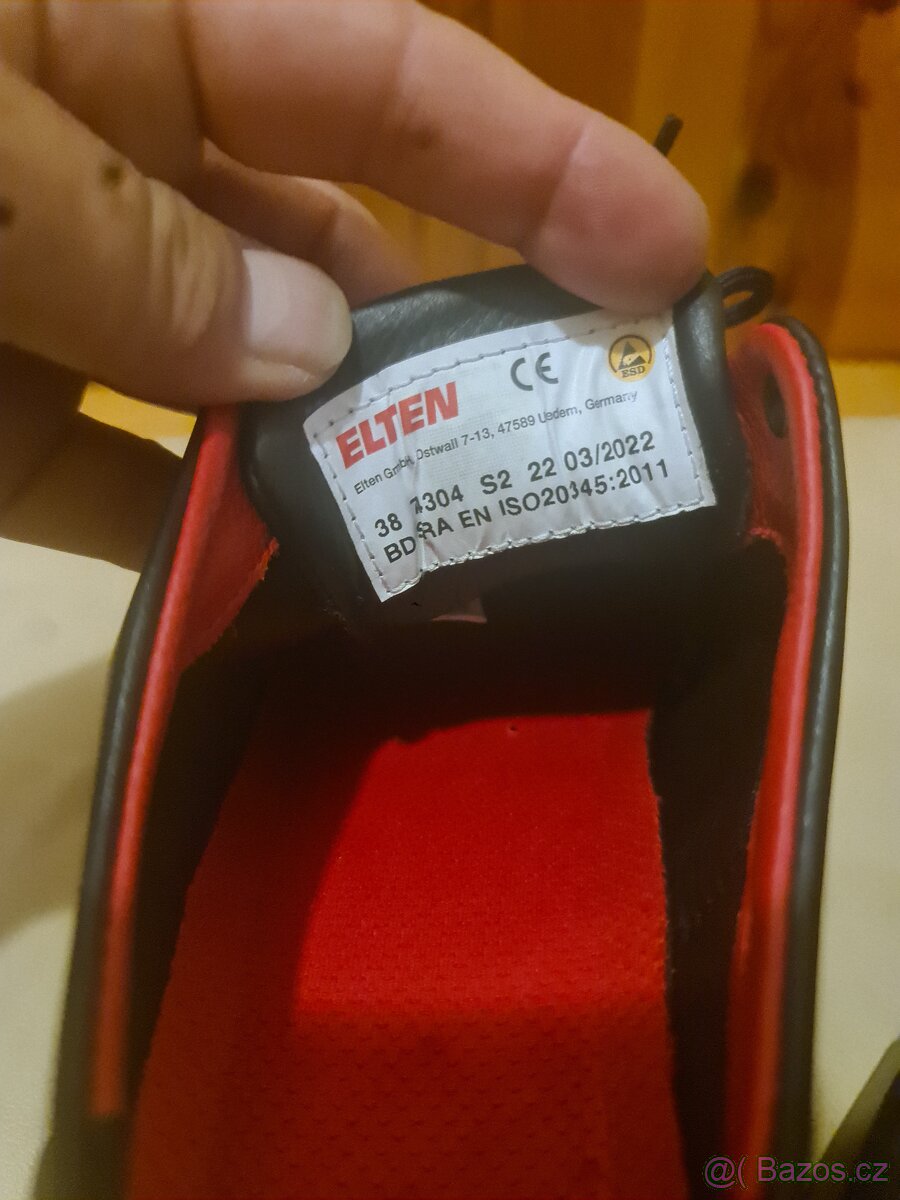 CE
ESD
ELTEN
Elten GmbH, Ostwall 7-13, 47589 Uedem, Germany
38 S2 22 03/2022
EN ISO20345:2011
@( Bazos.cz